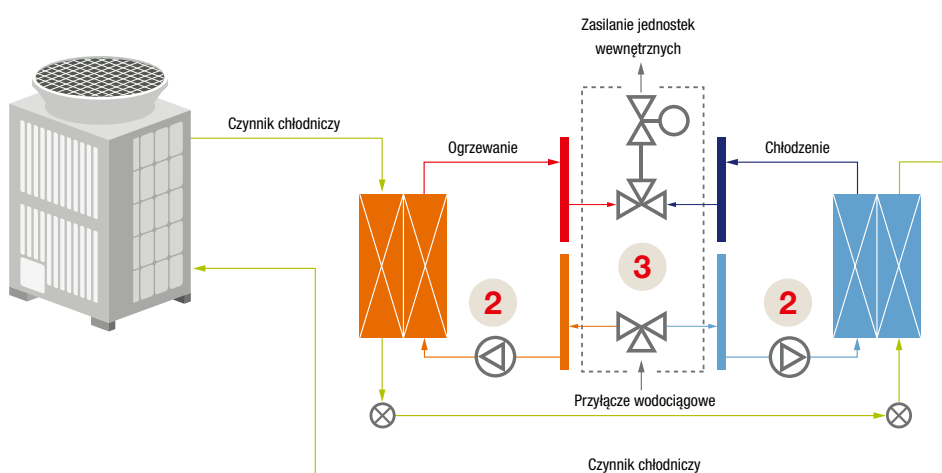 Zasilanie jednostek
wewnętrznych
Czynnik chłodniczy
Ogrzewanie
Chłodzenie
3
2
2
Przyłącze wodociągowe
Czynnik chłodniczy